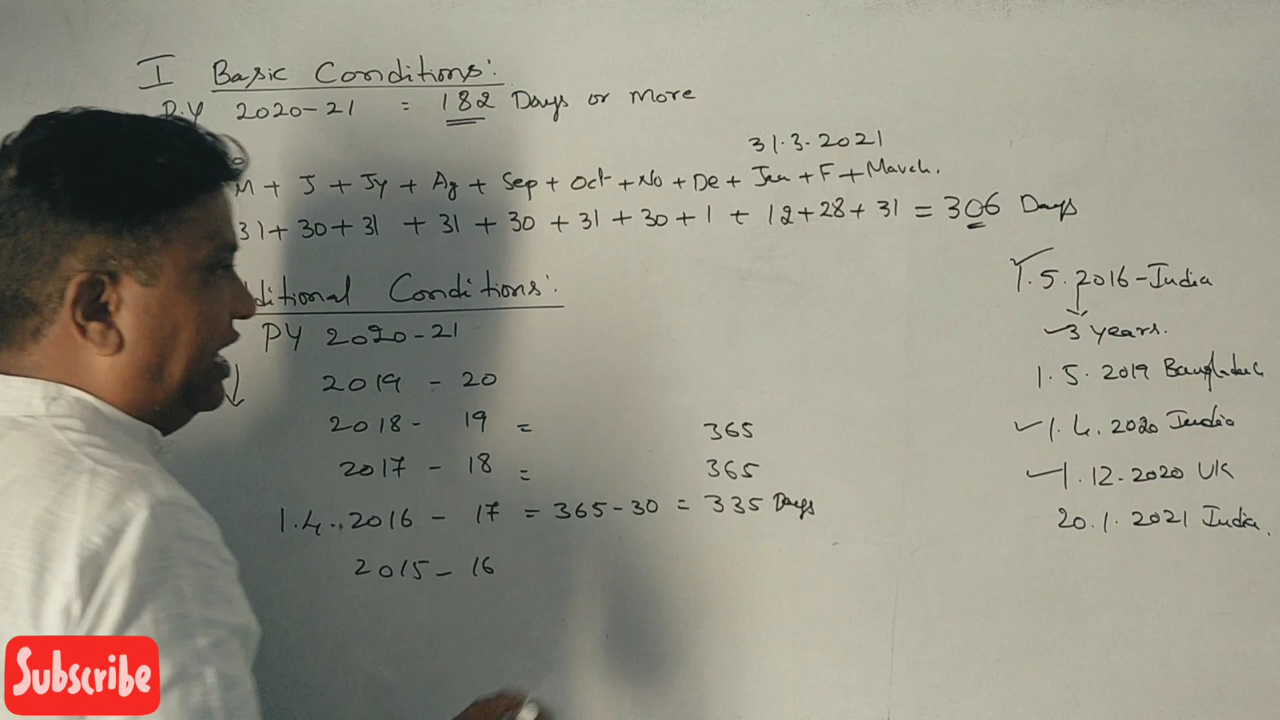 I Basic Conditions:
P.Y 2020-21 = 182 Days or More
31.3.2021
M + J + Jy + Ag + Sep + Oct + No + De + Jan + F + March.
31 + 30 + 31 + 31 + 30 + 31 + 30 + 1 + 12 + 28 + 31 = 306 Days
ditional Conditions:
PY 2020-21
2019 - 20
2018 - 19 = 365
2017 - 18 = 365
1.4.,2016 - 17 = 365-30 = 335 Days
2015 - 16
1.5.2016-India
3 years.
1.5.2019
1.4.2020 India
1.12.2020 UK
20.1.2021 India.
Subscribe